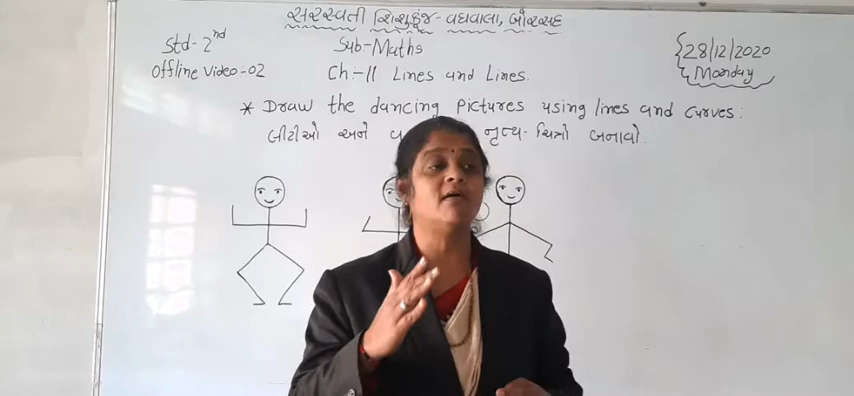 સરસ્વતી શિશુકુંજ - વઘવાલા, બોરસદ
Std - 2nd Sub-Maths {28/12/2020
Offline Video-02 Ch:-11 Lines and Lines. Monday
* Draw the dancing Pictures using lines and curves:
લીટીઓ અને નૃત્ય-ચિત્રો બનાવો.